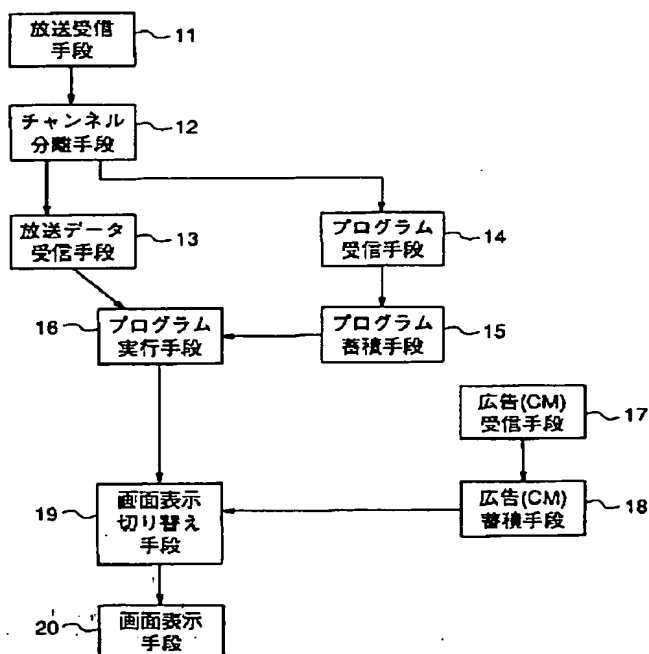 放送受信
手段
11
チャンネル
分離手段
12
放送データ
受信手段
13
プログラム
受信手段
14
16
プログラム
実行手段
プログラム
蓄積手段
15
広告(CM)
受信手段
17
19
画面表示
切り替え
手段
広告(CM)
蓄積手段
18
20
画面表示
手段